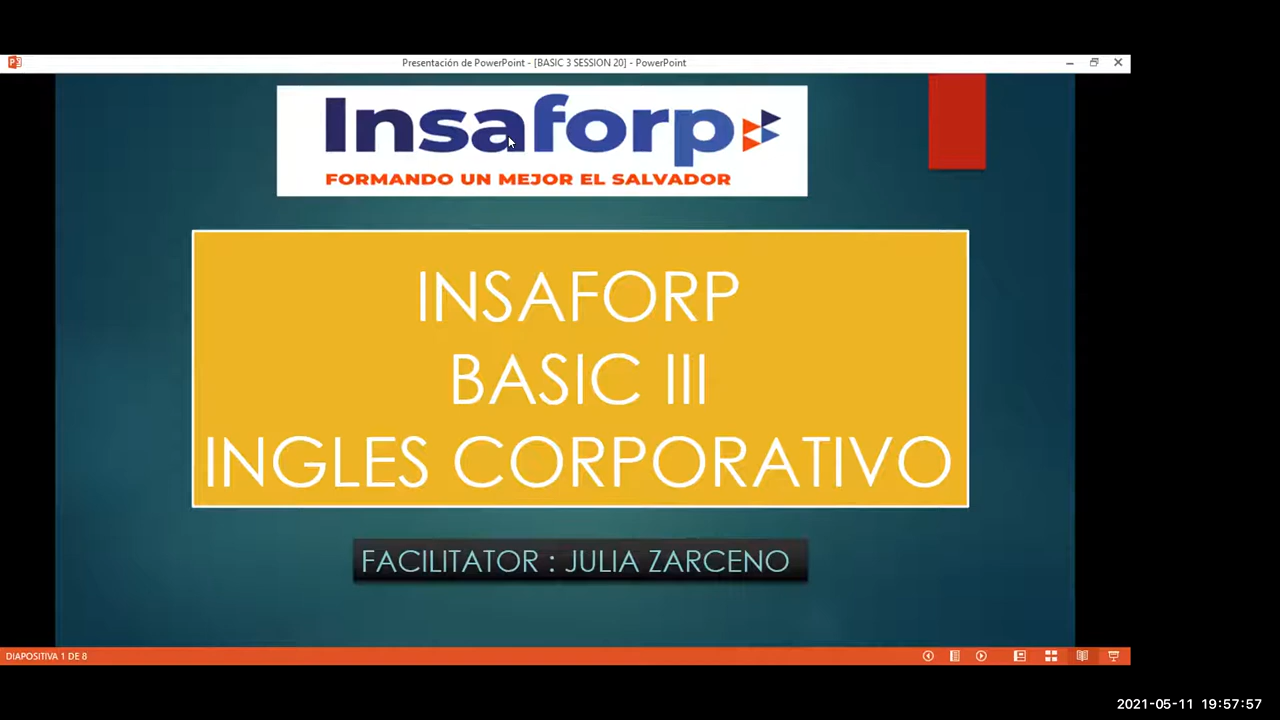 Presentación de PowerPoint - [BASIC 3 SESSION 20] - PowerPoint
Insaforp
FORMANDO UN MEJOR EL SALVADOR
INSAFORP
BASIC III
INGLES CORPORATIVO
FACILITATOR : JULIA ZARCENO
DIAPOSITIVA 1 DE 8
2021-05-11 19:57:57